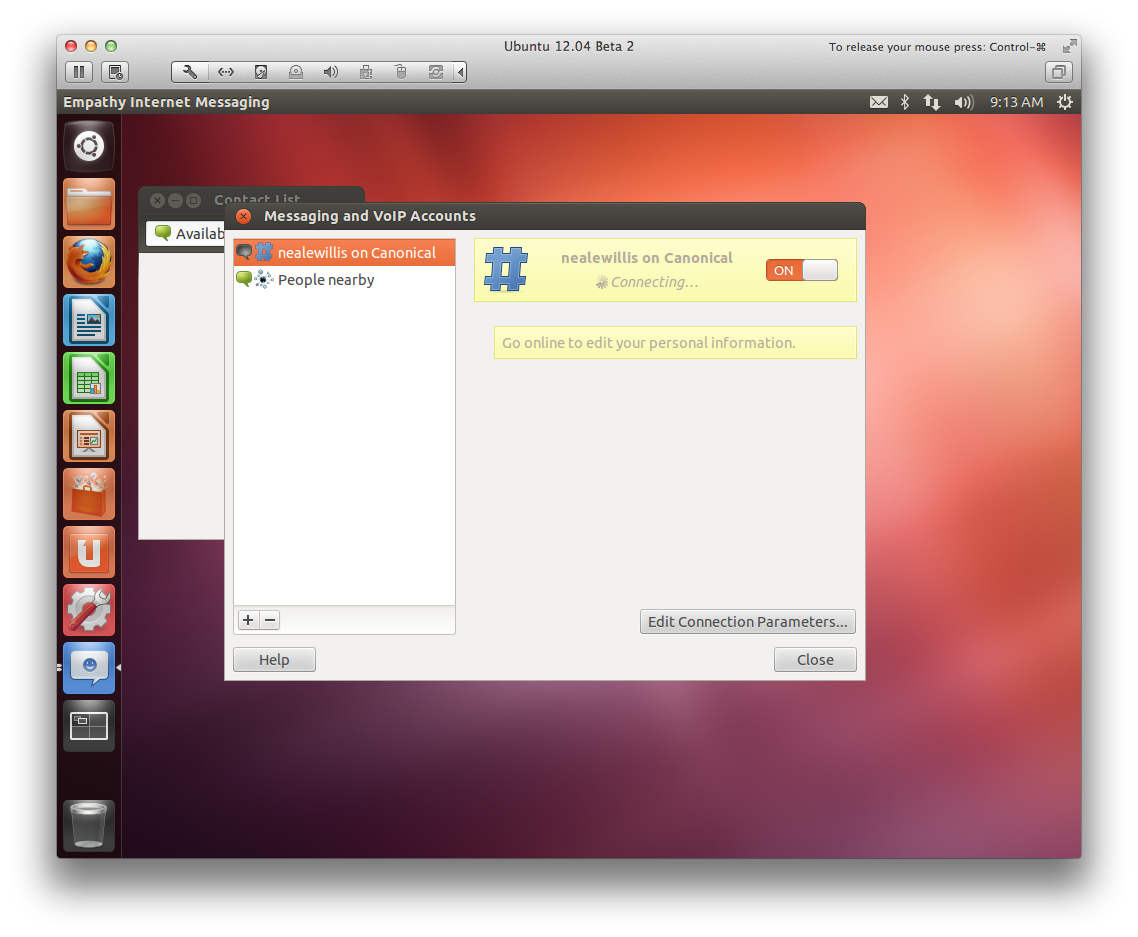 Ubuntu 12.04 Beta 2
To release your mouse press: Control-⌘
Empathy Internet Messaging
9:13 AM
Contact List
Messaging and VoIP Accounts
Availab
nealewillis on Canonical
People nearby
nealewillis on Canonical
Connecting…
ON
Go online to edit your personal information.
Edit Connection Parameters...
Help
Close